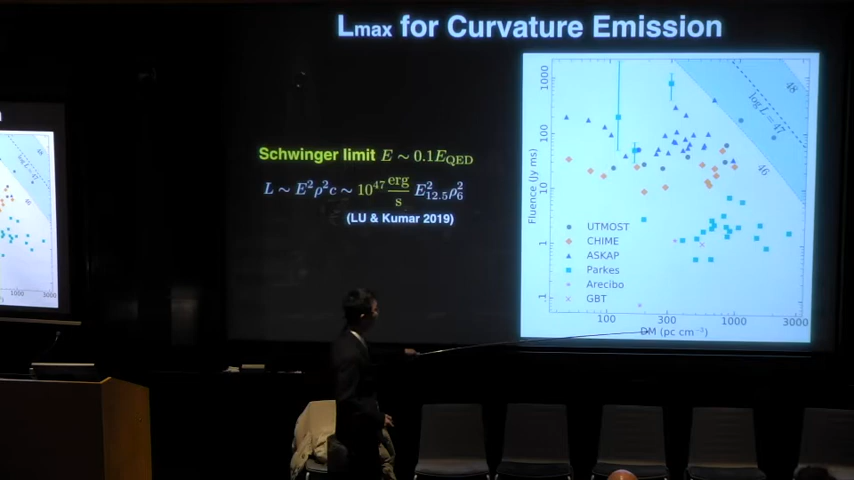 Lmax for Curvature Emission
Schwinger limit E ∼ 0.1E_QED
L ∼ E²ρ²c ∼ 10⁴⁷ erg/s E²_12.5 ρ²_6
(LU & Kumar 2019)
Fluence (Jy ms)
1000
100
10
1
.1
48
log L=47
46
UTMOST
CHIME
ASKAP
Parkes
Arecibo
GBT
100 300 1000 3000
DM (pc cm⁻³)
1000 3000